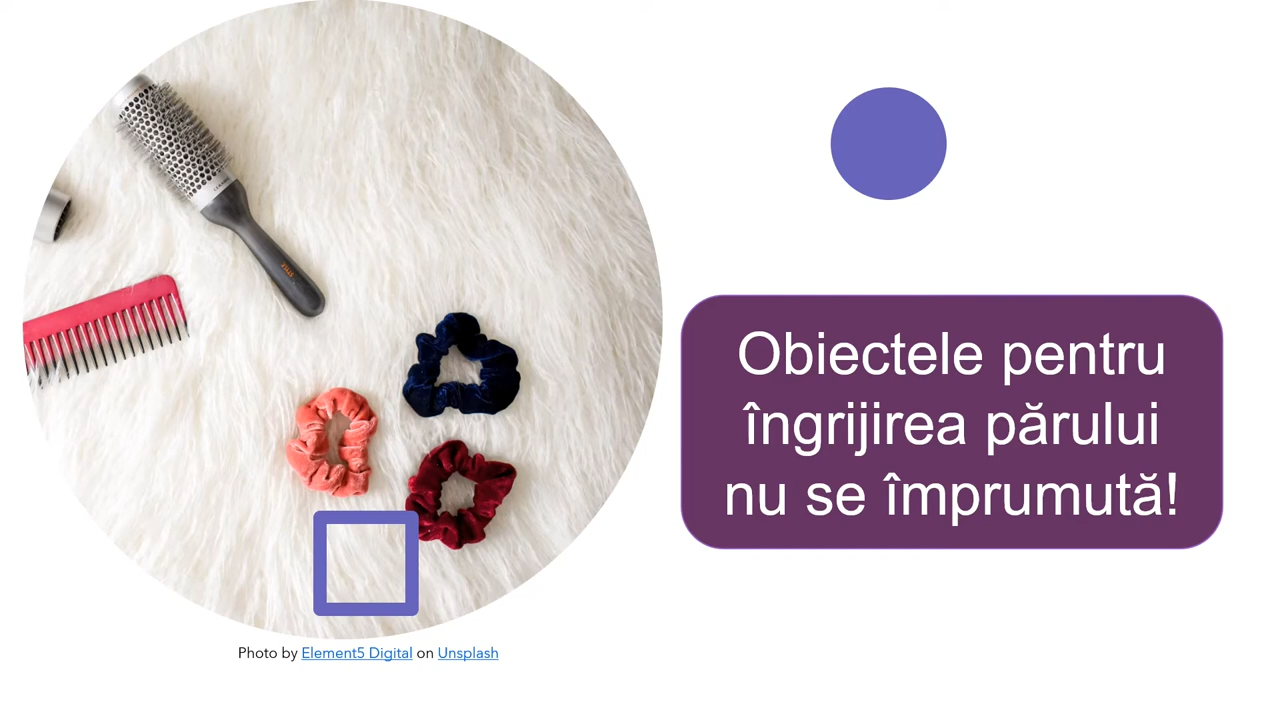 Obiectele pentru
îngrijirea părului
nu se împrumută!
Photo by Element5 Digital on Unsplash